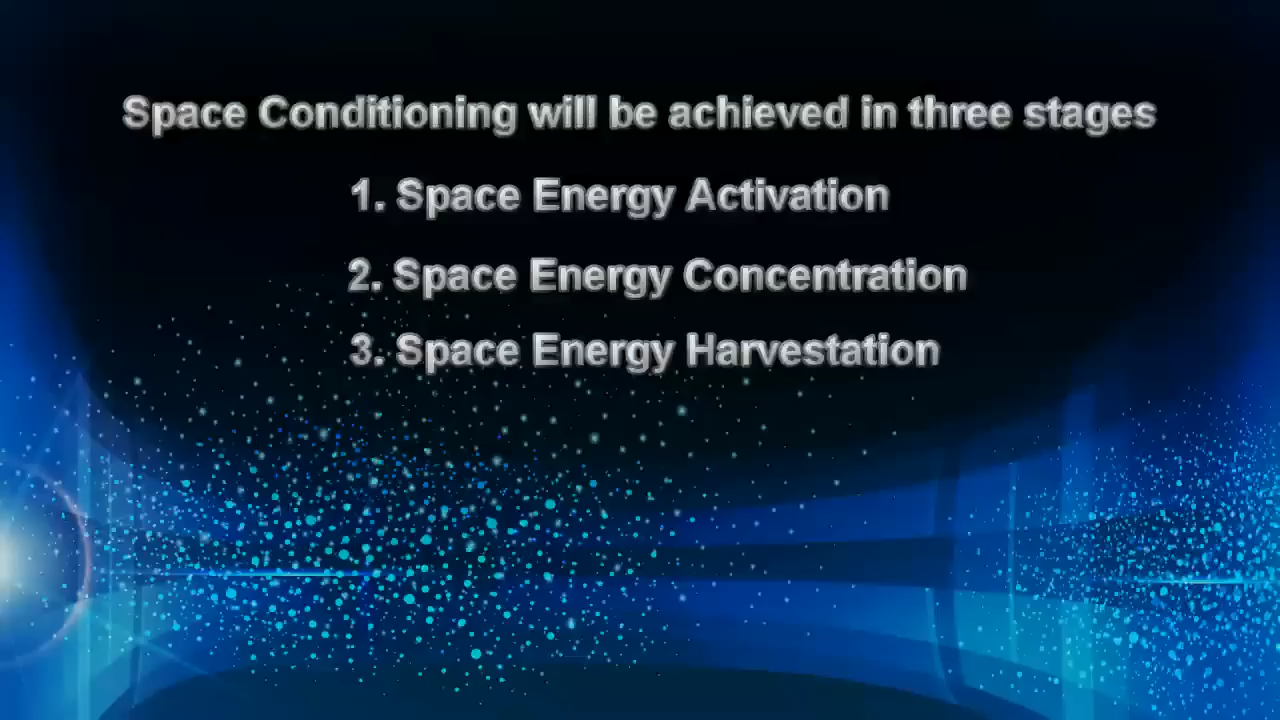 Space Conditioning will be achieved in three stages
1. Space Energy Activation
2. Space Energy Concentration
3. Space Energy Harvestation